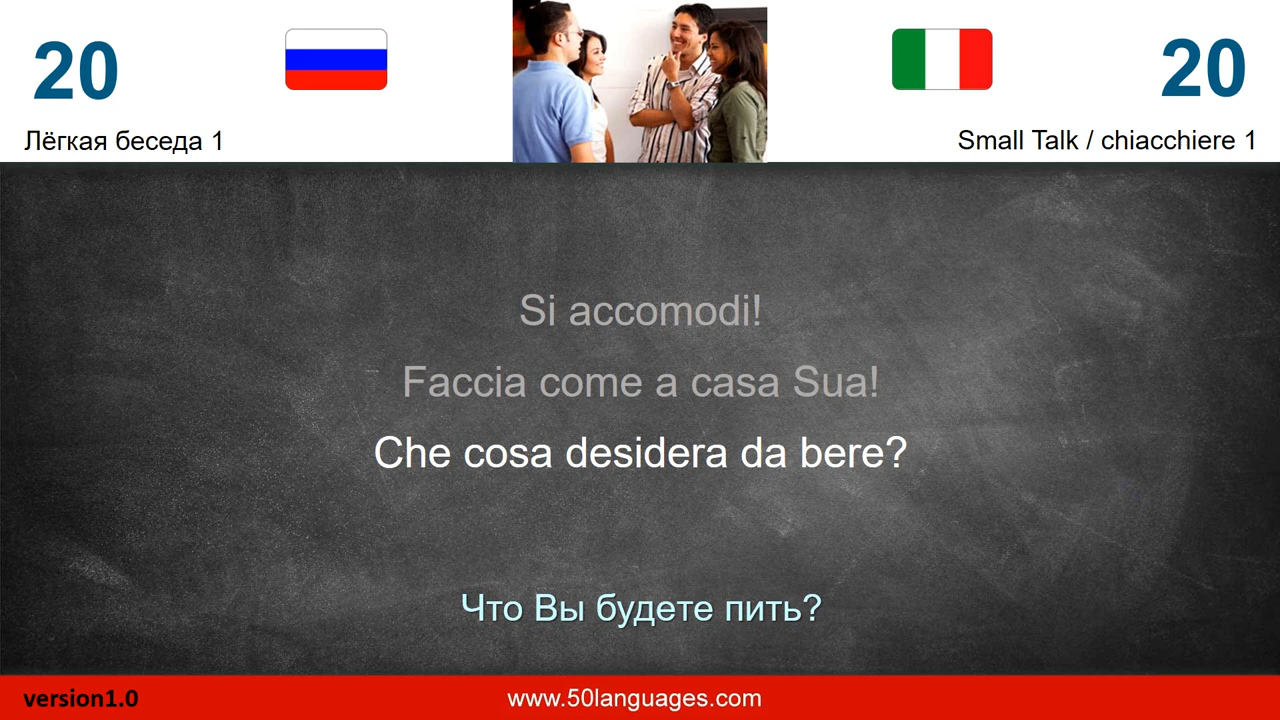 20
20
Лёгкая беседа 1
Small Talk / chiacchiere 1
Si accomodi!
Faccia come a casa Sua!
Che cosa desidera da bere?
Что Вы будете пить?
version1.0
www.50languages.com